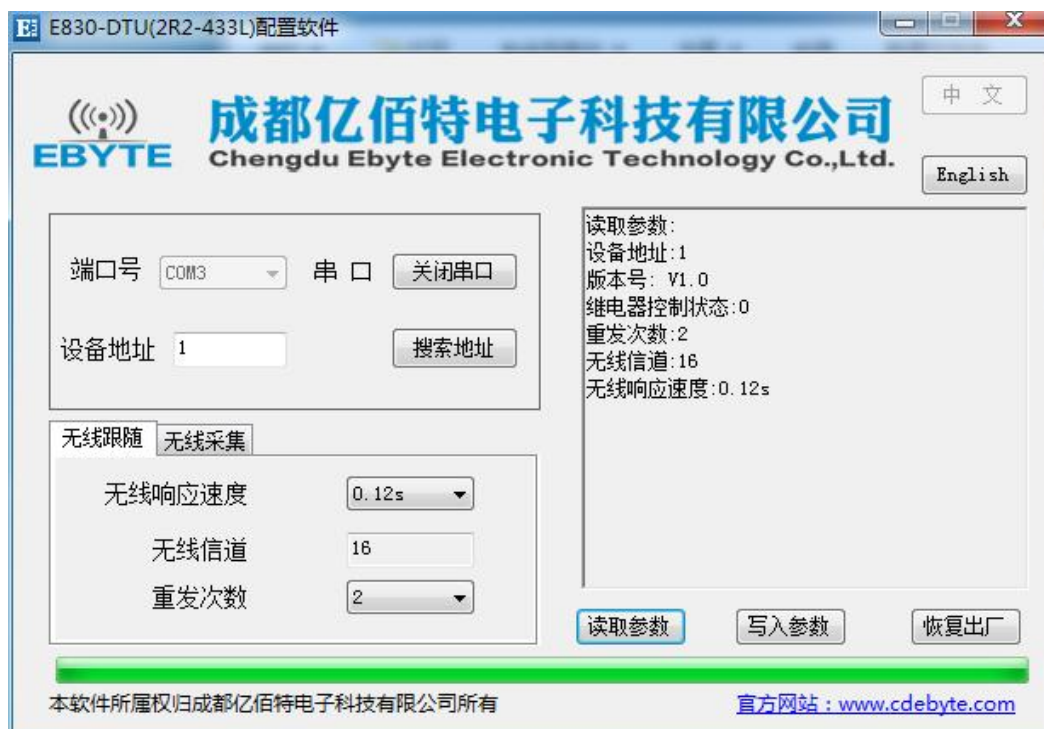 E830-DTU(2R2-433L)配置软件
中 文
EBYTE
成都亿佰特电子科技有限公司
Chengdu Ebyte Electronic Technology Co.,Ltd.
English
端口号 COM3 串 口 关闭串口
设备地址 1 搜索地址
无线跟随 无线采集
无线响应速度 0.12s
无线信道 16
重发次数 2
读取参数:
设备地址:1
版本号: V1.0
继电器控制状态:0
重发次数:2
无线信道:16
无线响应速度:0.12s
读取参数 写入参数 恢复出厂
本软件所属权归成都亿佰特电子科技有限公司所有 官方网站:www.cdebyte.com